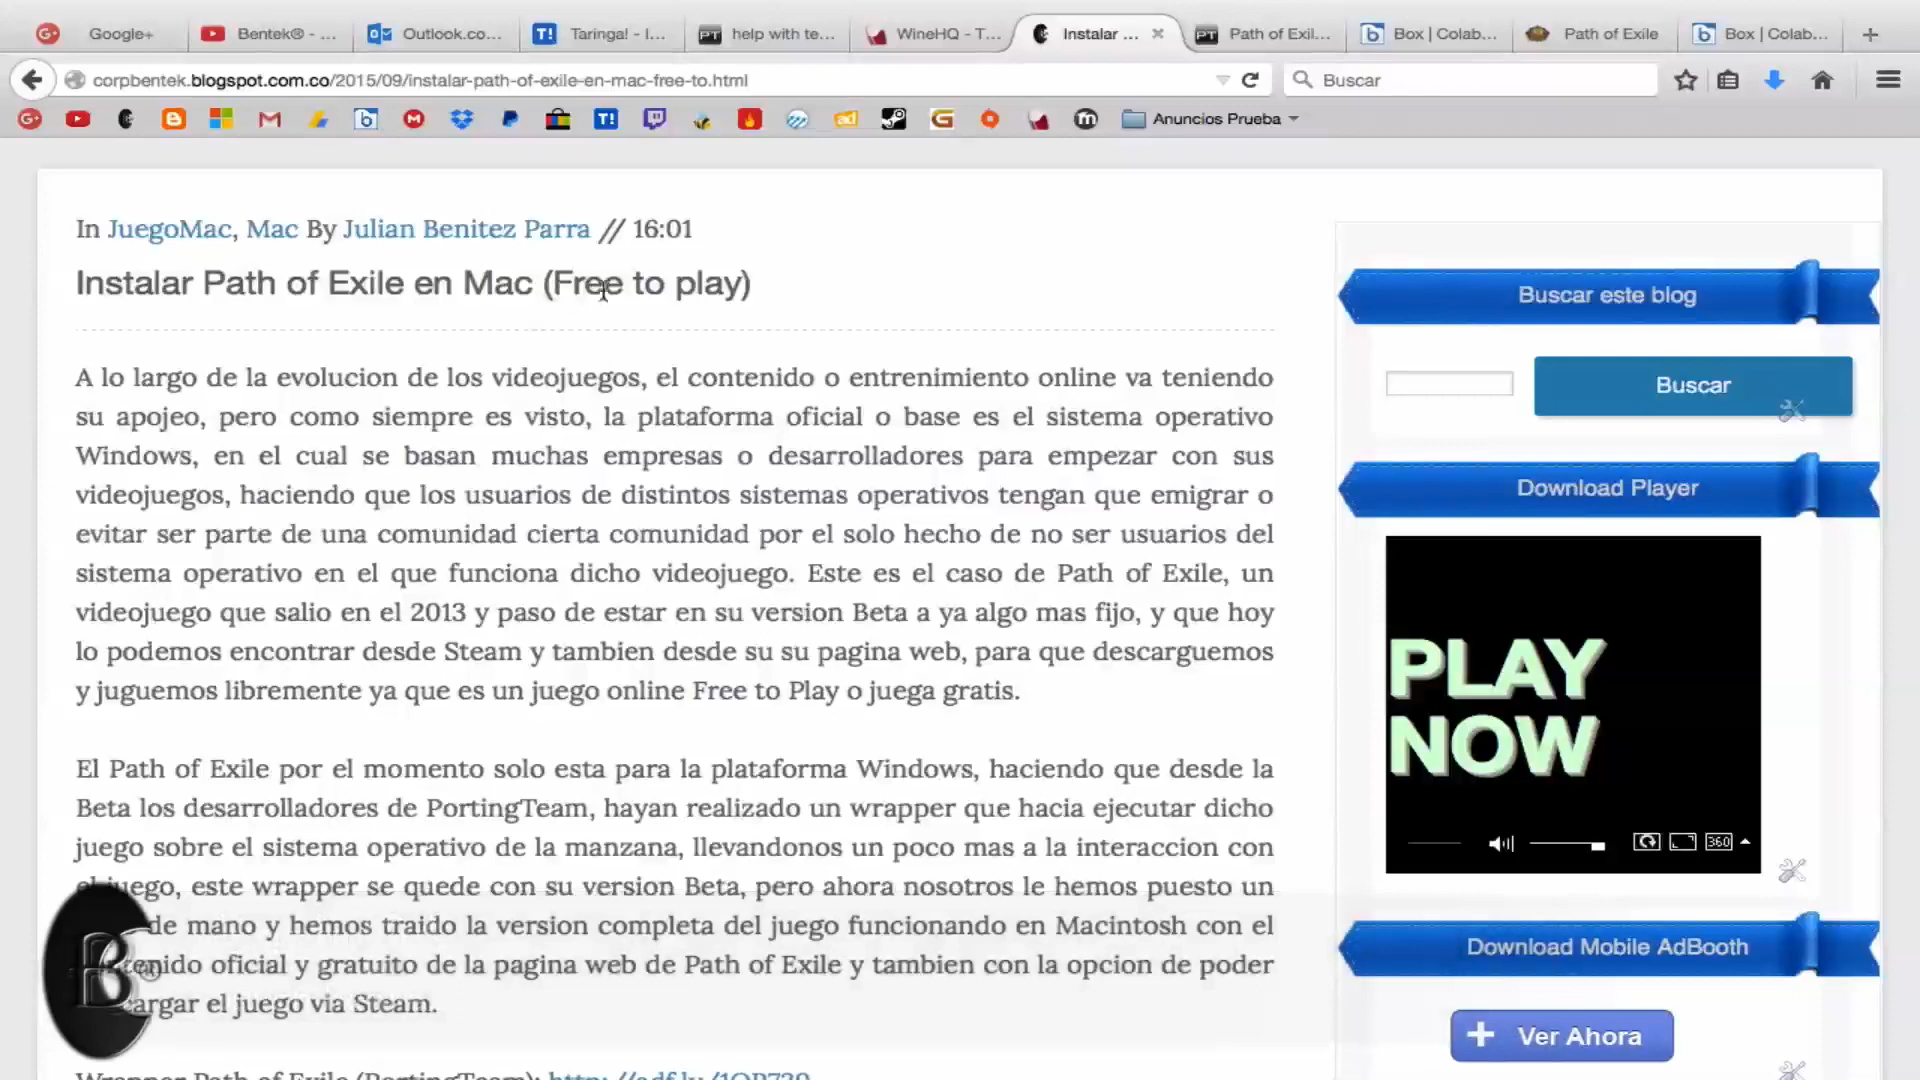 Google+
Bentek® - ...
Outlook.co...
Taringa! - I...
help with te...
WineHQ - T...
Instalar ...
Path of Exil...
Box | Colab...
Path of Exile
Box | Colab...
corpbentek.blogspot.com.co/2015/09/instalar-path-of-exile-en-mac-free-to.html
Buscar
Anuncios Prueba
In JuegoMac, Mac By Julian Benitez Parra // 16:01
Instalar Path of Exile en Mac (Free to play)
A lo largo de la evolucion de los videojuegos, el contenido o entrenimiento online va teniendo
su apojeo, pero como siempre es visto, la plataforma oficial o base es el sistema operativo
Windows, en el cual se basan muchas empresas o desarrolladores para empezar con sus
videojuegos, haciendo que los usuarios de distintos sistemas operativos tengan que emigrar o
evitar ser parte de una comunidad cierta comunidad por el solo hecho de no ser usuarios del
sistema operativo en el que funciona dicho videojuego. Este es el caso de Path of Exile, un
videojuego que salio en el 2013 y paso de estar en su version Beta a ya algo mas fijo, y que hoy
lo podemos encontrar desde Steam y tambien desde su su pagina web, para que descarguemos
y juguemos libremente ya que es un juego online Free to Play o juega gratis.
El Path of Exile por el momento solo esta para la plataforma Windows, haciendo que desde la
Beta los desarrolladores de PortingTeam, hayan realizado un wrapper que hacia ejecutar dicho
juego sobre el sistema operativo de la manzana, llevandonos un poco mas a la interaccion con
el juego, este wrapper se quede con su version Beta, pero ahora nosotros le hemos puesto un
de mano y hemos traido la version completa del juego funcionando en Macintosh con el
oficial y gratuito de la pagina web de Path of Exile y tambien con la opcion de poder
el juego via Steam.
Wrapper Path of Exile (PortingTeam): http://adf.ly/1OP739
Buscar este blog
Buscar
Download Player
PLAY
NOW
360
Download Mobile AdBooth
Ver Ahora